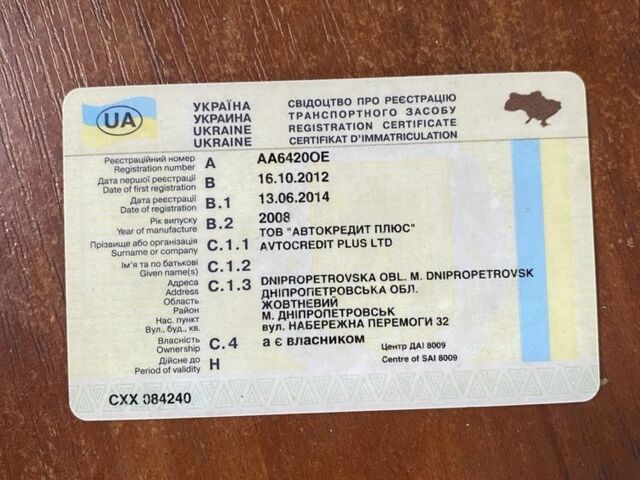 UA
УКРАЇНА
УКРАИНА
UKRAINE
UKRAINE
СВІДОЦТВО ПРО РЕЄСТРАЦІЮ
ТРАНСПОРТНОГО ЗАСОБУ
REGISTRATION CERTIFICATE
CERTIFIKAT D'IMMATRICULATION
Реєстраційний номер
Registration number A AA6420OE
Дата першої реєстрації
Date of first registration B 16.10.2012
Дата реєстрації
Date of registration B.1 13.06.2014
Рік випуску
Year of manufacture B.2 2008
ТОВ "АВТОКРЕДИТ ПЛЮС"
Прізвище або організація
Surname or company C.1.1 AVTOCREDIT PLUS LTD
Ім'я та по батькові
Given name(s) C.1.2
Адреса C.1.3 DNIPROPETROVSKA OBL. M. DNIPROPETROVSK
Address ДНІПРОПЕТРОВСЬКА ОБЛ.
Область ЖОВТНЕВИЙ
Район М. ДНІПРОПЕТРОВСЬК
Нас. пункт вул. НАБЕРЕЖНА ПЕРЕМОГИ 32
Вул., буд., кв.
Власність
Ownership C.4 а є власником Центр ДАІ 8009
Дійсне до
Period of validity H Centre of SAI 8009
CXX 084240